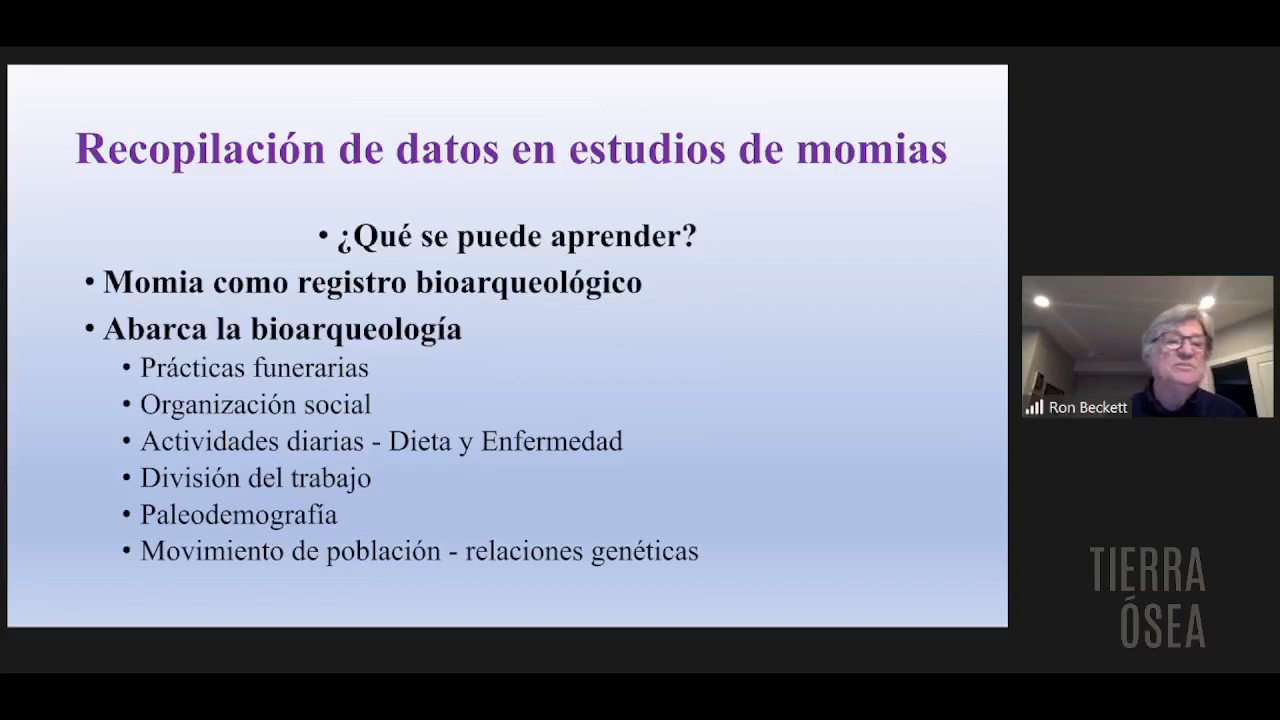 Recopilación de datos en estudios de momias
• ¿Qué se puede aprender?
• Momia como registro bioarqueológico
• Abarca la bioarqueología
• Prácticas funerarias
• Organización social
• Actividades diarias - Dieta y Enfermedad
• División del trabajo
• Paleodemografía
• Movimiento de población - relaciones genéticas
Ron Beckett
TIERRA
ÓSEA